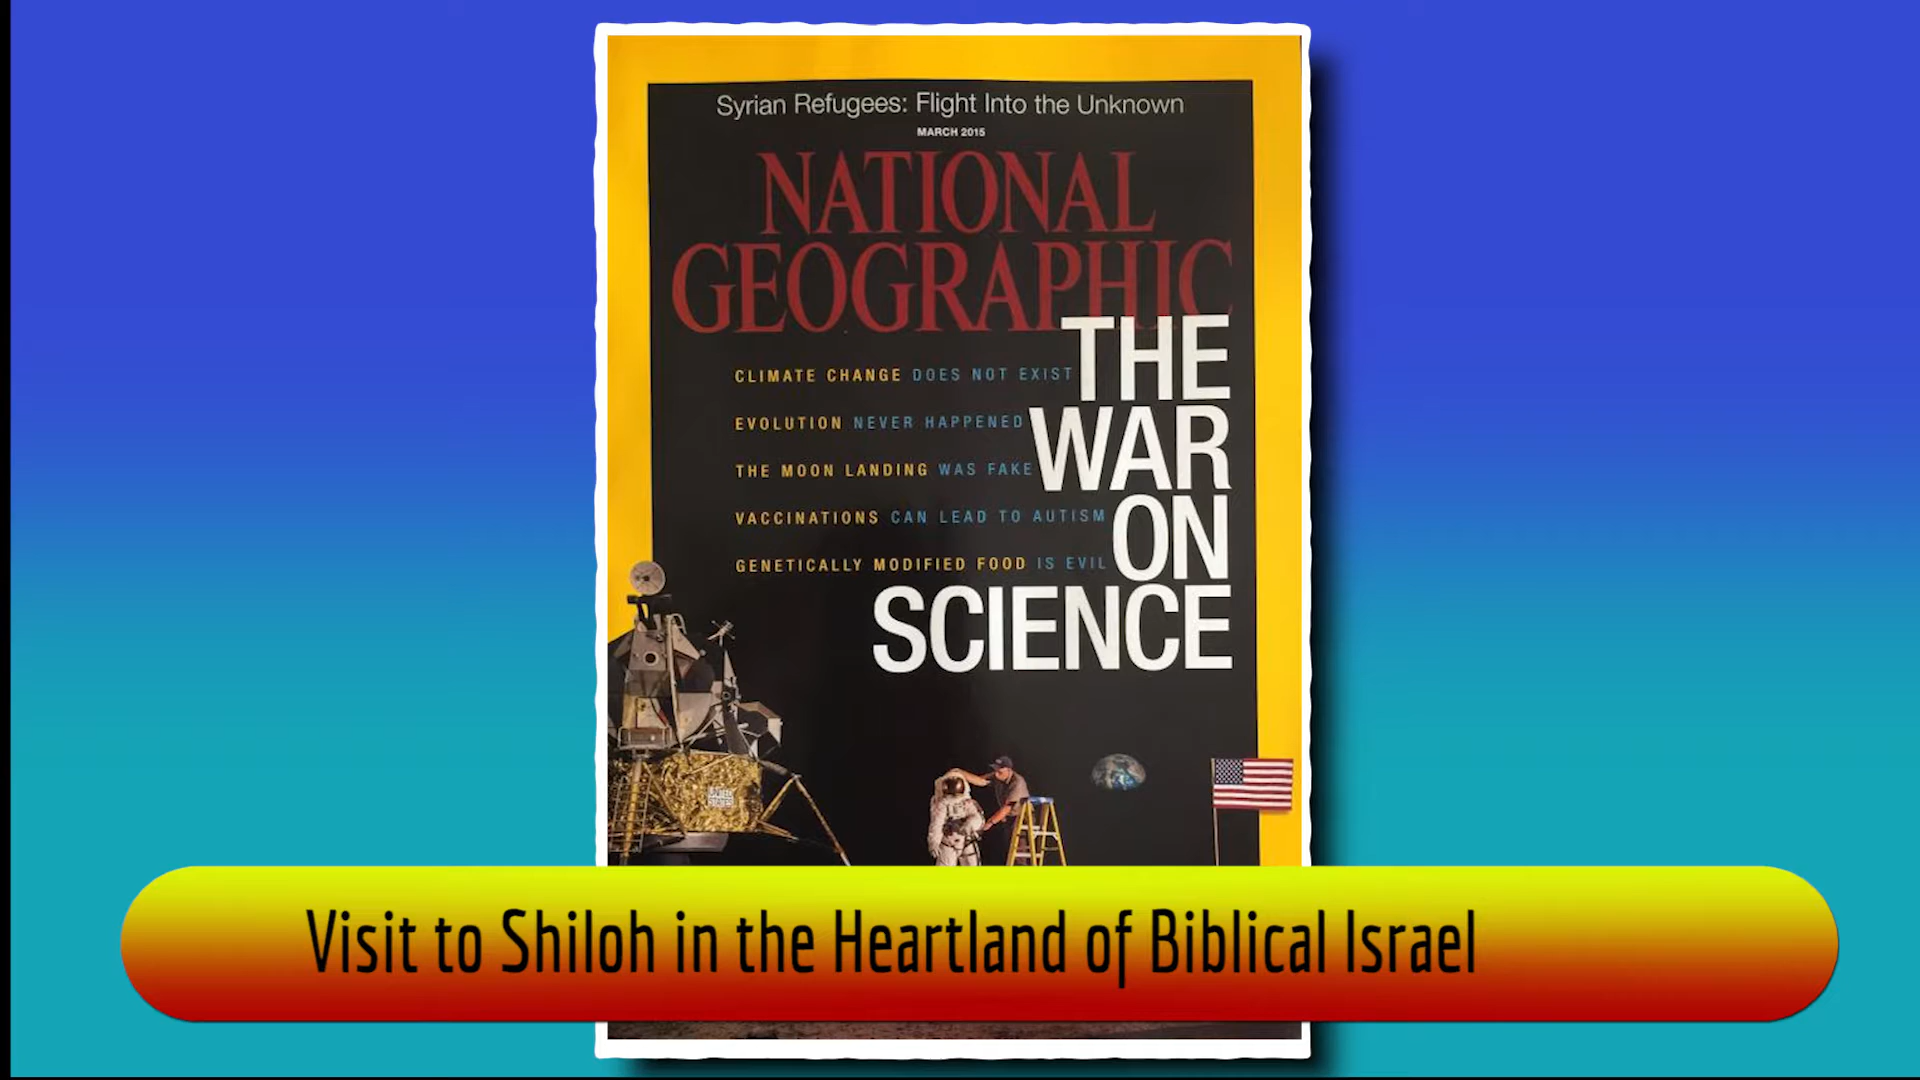 Syrian Refugees: Flight Into the Unknown
MARCH 2015
NATIONAL
GEOGRAPHIC
THE
CLIMATE CHANGE DOES NOT EXIST
EVOLUTION NEVER HAPPENED
WAR
THE MOON LANDING WAS FAKE
VACCINATIONS CAN LEAD TO AUTISM
ON
GENETICALLY MODIFIED FOOD IS EVIL
SCIENCE
Visit to Shiloh in the Heartland of Biblical Israel